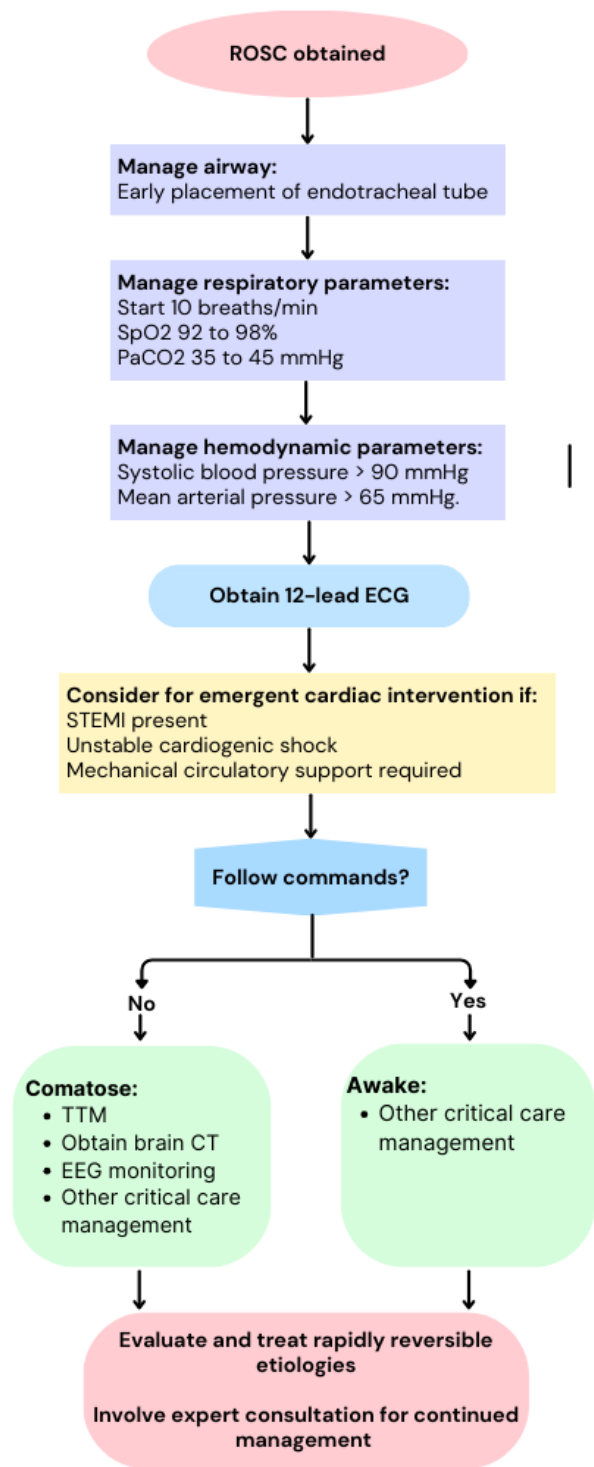 ROSC obtained
Manage airway:
Early placement of endotracheal tube
Manage respiratory parameters:
Start 10 breaths/min
SpO2 92 to 98%
PaCO2 35 to 45 mmHg
Manage hemodynamic parameters:
Systolic blood pressure > 90 mmHg
Mean arterial pressure > 65 mmHg.
Obtain 12-lead ECG
Consider for emergent cardiac intervention if:
STEMI present
Unstable cardiogenic shock
Mechanical circulatory support required
Follow commands?
No
Yes
Comatose:
• TTM
• Obtain brain CT
• EEG monitoring
• Other critical care
management
Awake:
• Other critical care
management
Evaluate and treat rapidly reversible
etiologies
Involve expert consultation for continued
management